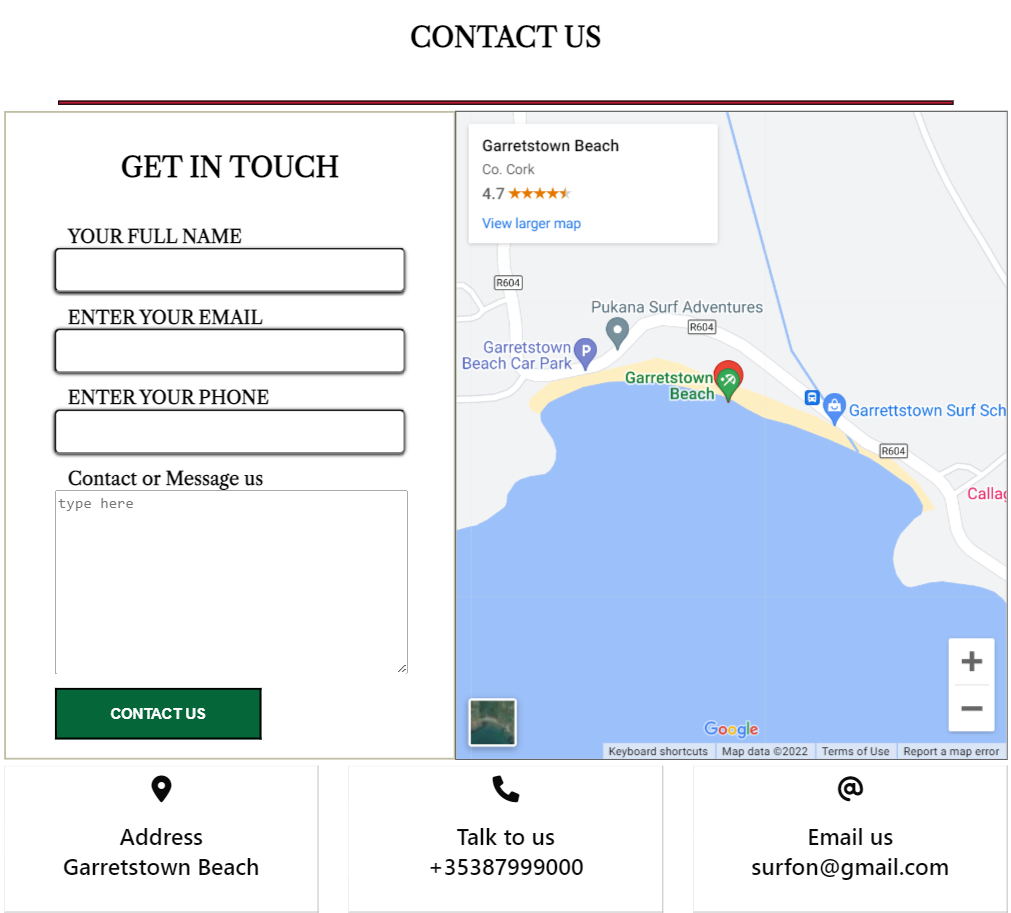 CONTACT US
GET IN TOUCH
YOUR FULL NAME
ENTER YOUR EMAIL
ENTER YOUR PHONE
Contact or Message us
type here
CONTACT US
Garretstown Beach
Co. Cork
4.7
View larger map
R604
Pukana Surf Adventures
R604
Garretstown
Beach Car Park
P
Garretstown
Beach
Garrettstown Surf Sch
R604
Callag
Google
Keyboard shortcuts
Map data ©2022
Terms of Use
Report a map error
Address
Garretstown Beach
Talk to us
+35387999000
Email us
surfon@gmail.com